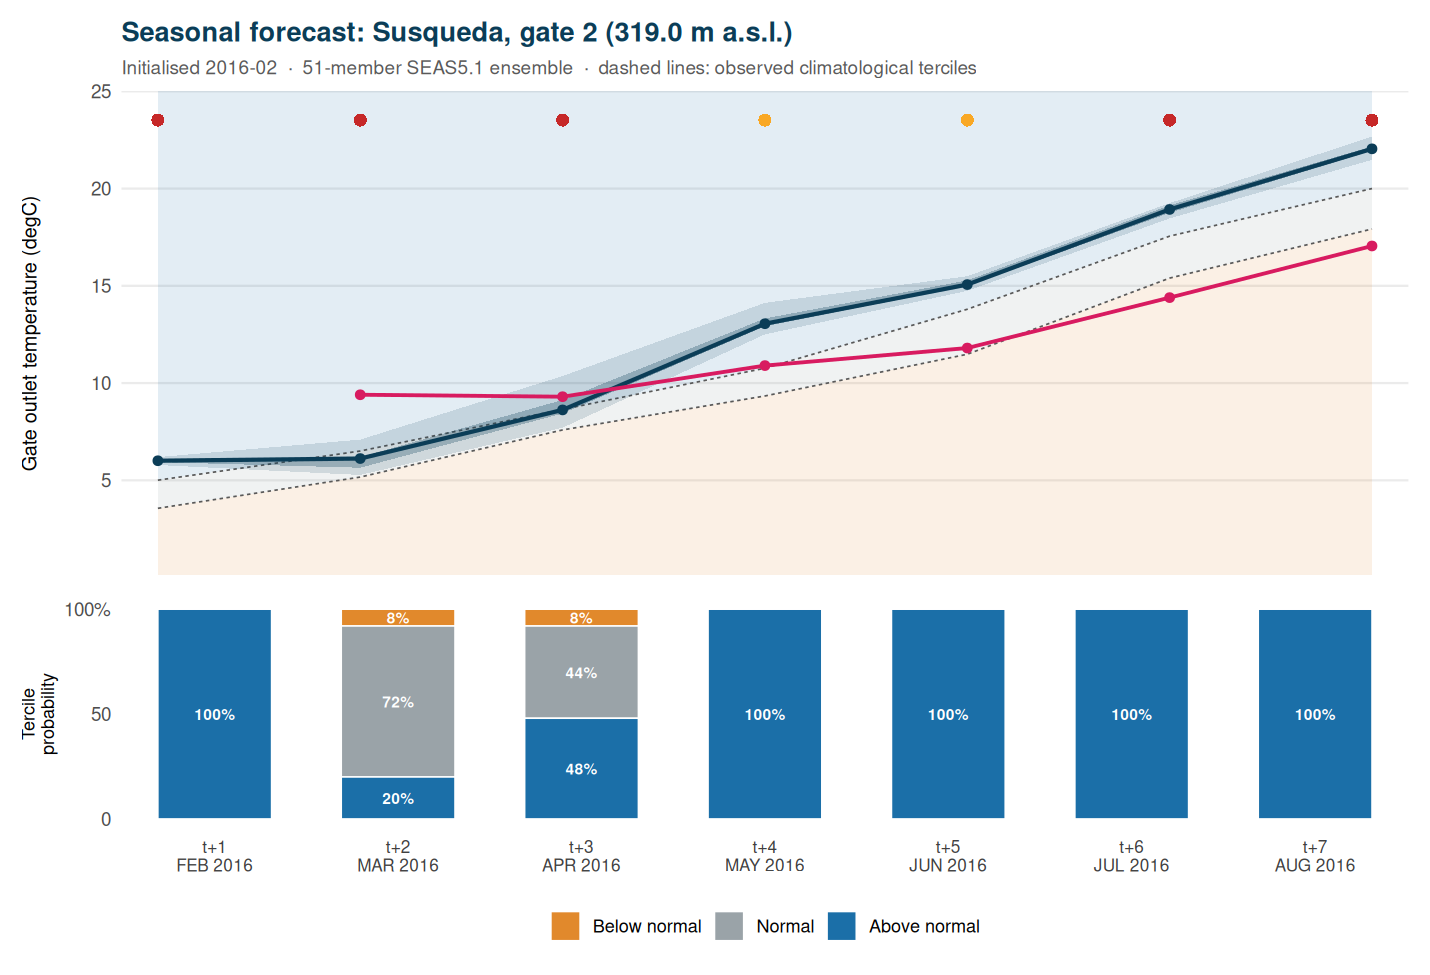 Seasonal forecast: Susqueda, gate 2 (319.0 m a.s.l.)
Initialised 2016-02 · 51-member SEAS5.1 ensemble · dashed lines: observed climatological terciles
Gate outlet temperature (degC)
25
20
15
10
5
Tercile
probability
100%
50
0
100%
8%
72%
20%
8%
44%
48%
100%
100%
100%
100%
t+1
FEB 2016
t+2
MAR 2016
t+3
APR 2016
t+4
MAY 2016
t+5
JUN 2016
t+6
JUL 2016
t+7
AUG 2016
Below normal
Normal
Above normal